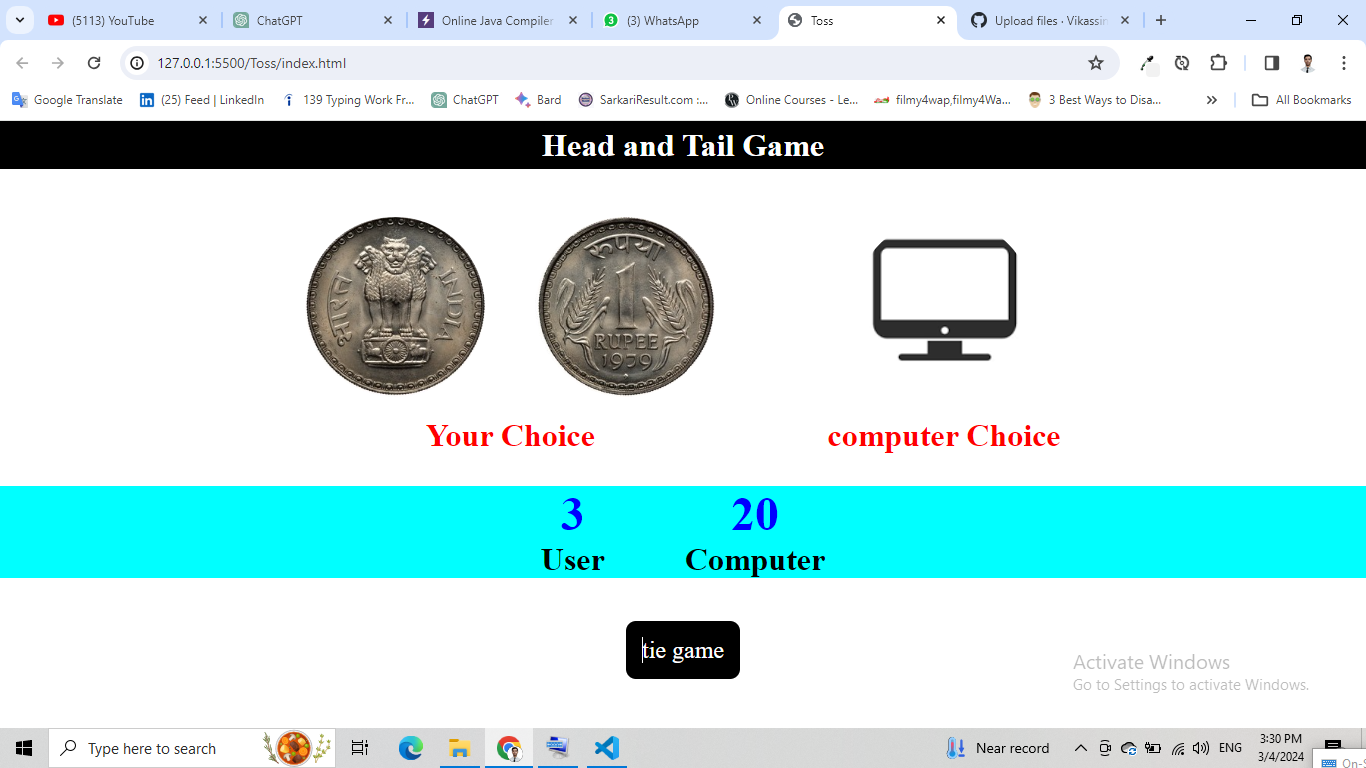 (5113) YouTube
ChatGPT
Online Java Compiler
3
(3) WhatsApp
Toss
Upload files · Vikassin
127.0.0.1:5500/Toss/index.html
Google Translate
(25) Feed | LinkedIn
139 Typing Work Fr...
ChatGPT
Bard
SarkariResult.com :...
Online Courses - Le...
filmy4wap,filmy4Wa...
3 Best Ways to Disa...
All Bookmarks
Head and Tail Game
भारत
INDIA
रूपया
1
RUPEE
1979
Your Choice
computer Choice
3
20
User
Computer
tie game
Activate Windows
Go to Settings to activate Windows.
Type here to search
Near record
ENG
3:30 PM
3/4/2024
On-S